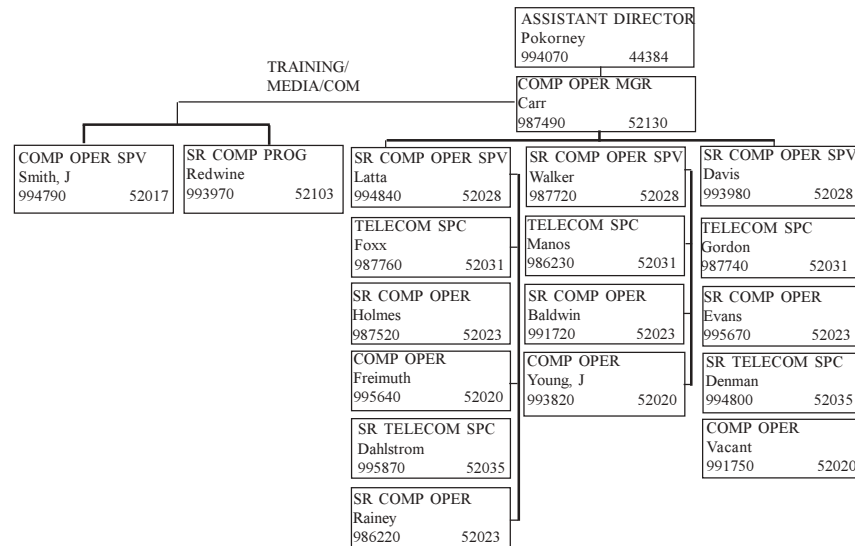 ASSISTANT DIRECTOR
Pokorney
994070 44384
TRAINING/
MEDIA/COM
COMP OPER MGR
Carr
987490 52130
COMP OPER SPV
Smith, J
994790 52017
SR COMP PROG
Redwine
993970 52103
SR COMP OPER SPV
Latta
994840 52028
TELECOM SPC
Foxx
987760 52031
SR COMP OPER
Holmes
987520 52023
COMP OPER
Freimuth
995640 52020
SR TELECOM SPC
Dahlstrom
995870 52035
SR COMP OPER
Rainey
986220 52023
SR COMP OPER SPV
Walker
987720 52028
TELECOM SPC
Manos
986230 52031
SR COMP OPER
Baldwin
991720 52023
COMP OPER
Young, J
993820 52020
SR COMP OPER SPV
Davis
993980 52028
TELECOM SPC
Gordon
987740 52031
SR COMP OPER
Evans
995670 52023
SR TELECOM SPC
Denman
994800 52035
COMP OPER
Vacant
991750 52020